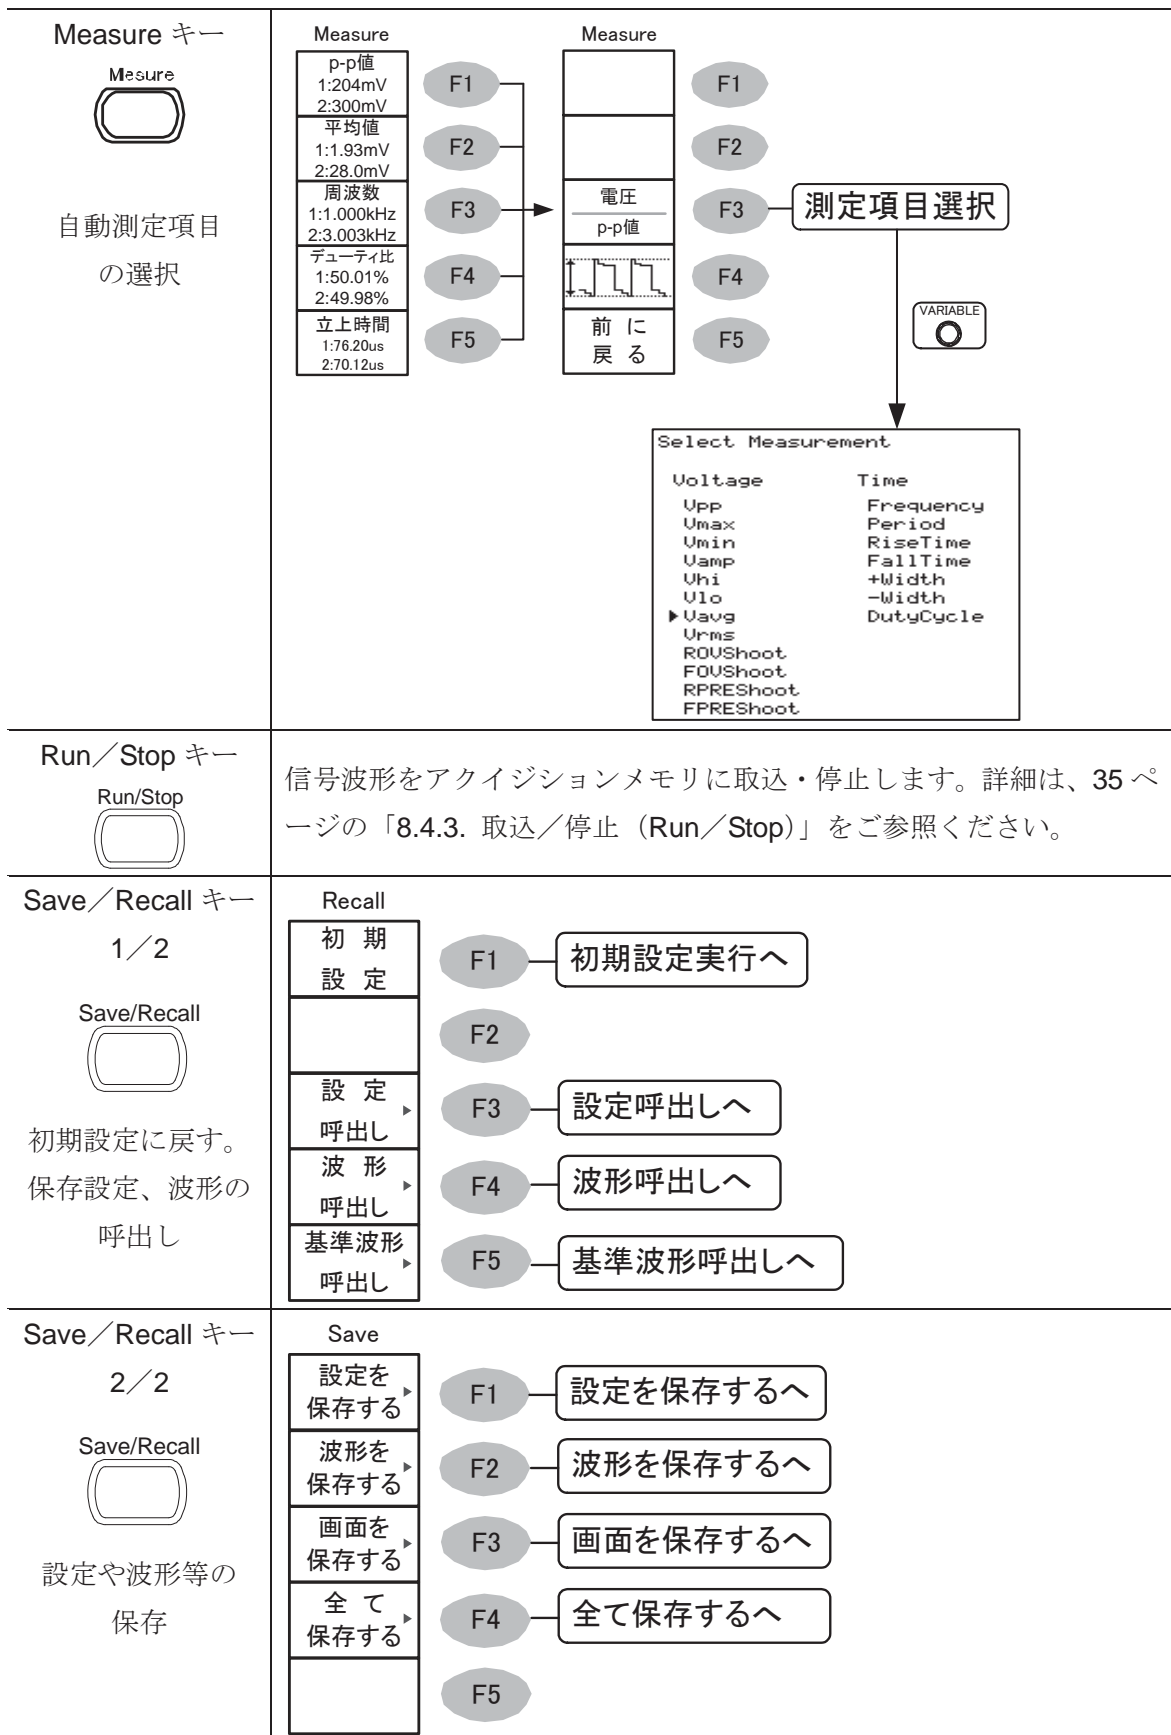 Measure キー
Mesure
自動測定項目
の選択
Measure
p-p値
1:204mV
2:300mV
平均値
1:1.93mV
2:28.0mV
周波数
1:1.000kHz
2:3.003kHz
デューティ比
1:50.01%
2:49.98%
立上時間
1:76.20us
2:70.12us
F1
F2
F3
F4
F5
Measure
電圧
p-p値
前 に
戻 る
F1
F2
F3
F4
F5
測定項目選択
VARIABLE
Select Measurement
Voltage Time
Vpp Frequency
Vmax Period
Vmin RiseTime
Vamp FallTime
Vhi +Width
Vlo -Width
▶Vavg DutyCycle
Vrms
ROVShoot
FOVShoot
RPREShoot
FPREShoot
Run／Stop キー
Run/Stop
信号波形をアクイジションメモリに取込・停止します。詳細は、35 ペ
ージの「8.4.3. 取込／停止（Run／Stop）」をご参照ください。
Save／Recall キー
1／2
Save/Recall
初期設定に戻す。
保存設定、波形の
呼出し
Recall
初 期
設 定
F1
初期設定実行へ
F2
設 定
呼出し
F3
設定呼出しへ
波 形
呼出し
F4
波形呼出しへ
基準波形
呼出し
F5
基準波形呼出しへ
Save／Recall キー
2／2
Save/Recall
設定や波形等の
保存
Save
設定を
保存する
F1
設定を保存するへ
波形を
保存する
F2
波形を保存するへ
画面を
保存する
F3
画面を保存するへ
全 て
保存する
F4
全て保存するへ
F5